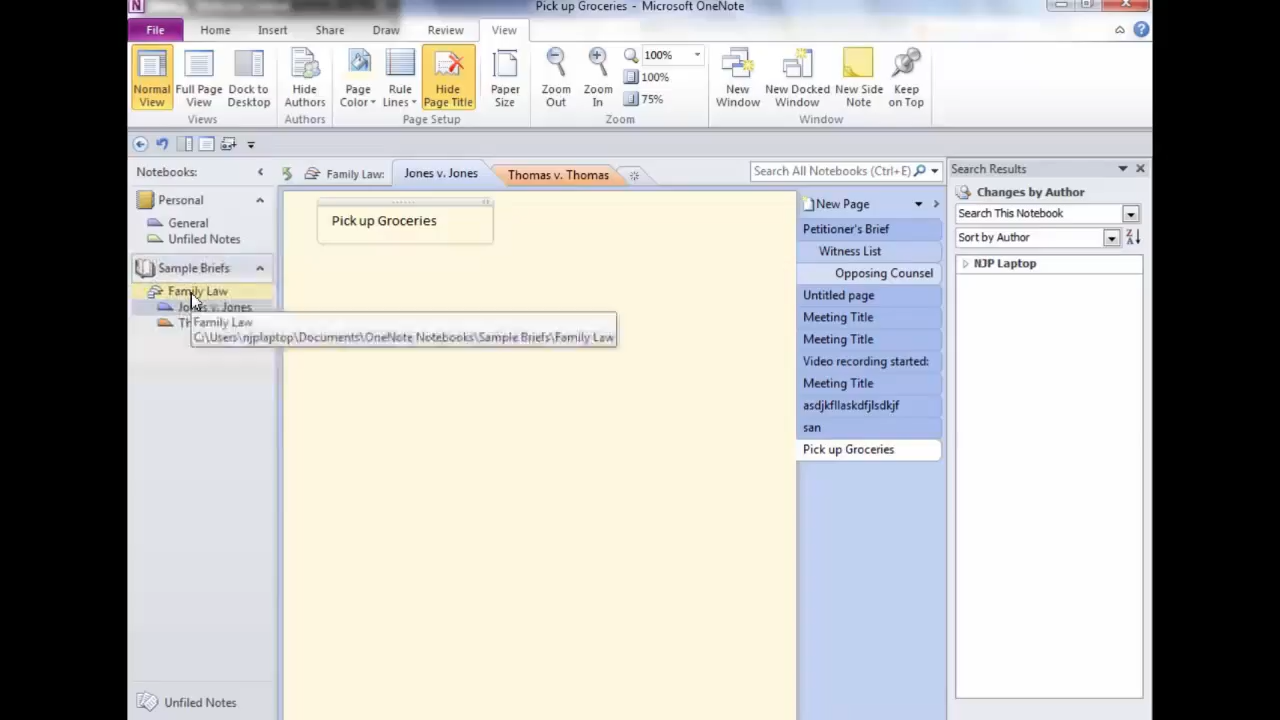 Pick up Groceries - Microsoft OneNote
File Home Insert Share Draw Review View
Normal View
Full Page View
Dock to Desktop
Views
Hide Authors
Authors
Page Color
Rule Lines
Hide Page Title
Paper Size
Page Setup
Zoom Out
Zoom In
100%
100%
75%
Zoom
New Window
New Docked Window
New Side Note
Keep on Top
Window
Notebooks:
Personal
General
Unfiled Notes
Sample Briefs
Family Law
Jones v. Jones
Th
Family Law
C:\Users\njplaptop\Documents\OneNote Notebooks\Sample Briefs\Family Law
Unfiled Notes
Family Law:
Jones v. Jones
Thomas v. Thomas
Search All Notebooks (Ctrl+E)
Pick up Groceries
New Page
Petitioner's Brief
Witness List
Opposing Counsel
Untitled page
Meeting Title
Meeting Title
Video recording started:
Meeting Title
asdjkfllaskdfjlsdkjf
san
Pick up Groceries
Search Results
Changes by Author
Search This Notebook
Sort by Author
NJP Laptop